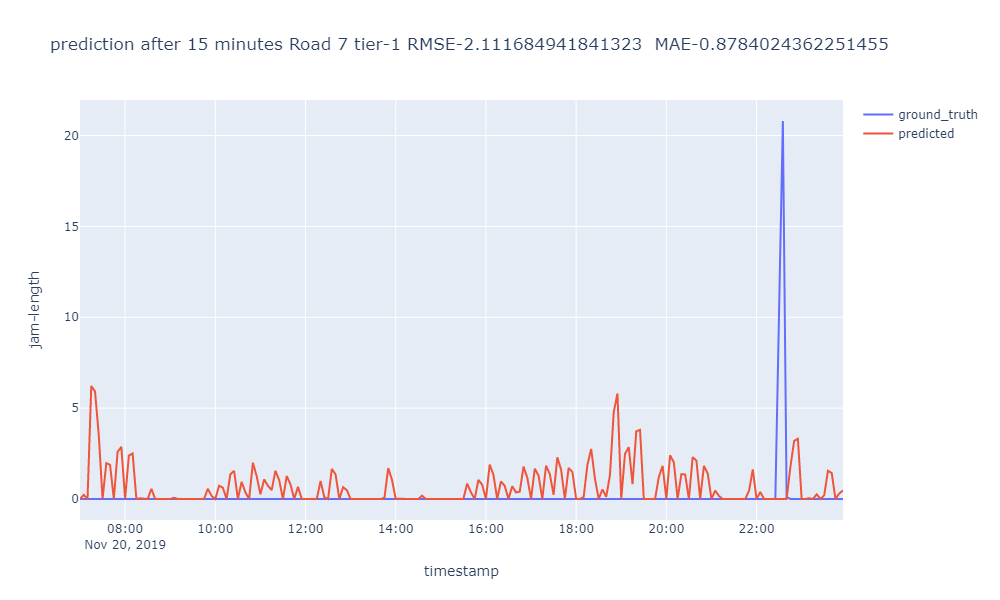 prediction after 15 minutes Road 7 tier-1 RMSE-2.111684941841323  MAE-0.8784024362251455
ground_truth
predicted
20
15
10
5
0
jam-length
08:00 10:00 12:00 14:00 16:00 18:00 20:00 22:00
Nov 20, 2019
timestamp